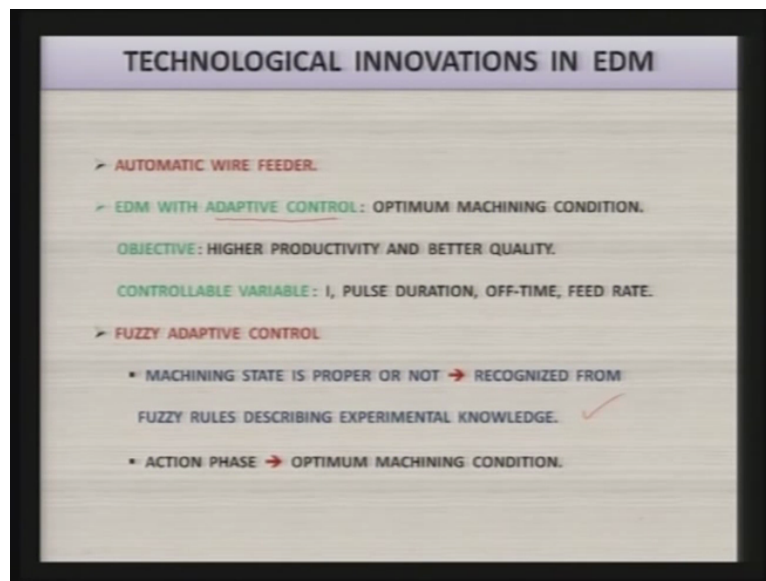 TECHNOLOGICAL INNOVATIONS IN EDM
➢ AUTOMATIC WIRE FEEDER.
➢ EDM WITH ADAPTIVE CONTROL: OPTIMUM MACHINING CONDITION.
OBJECTIVE: HIGHER PRODUCTIVITY AND BETTER QUALITY.
CONTROLLABLE VARIABLE: I, PULSE DURATION, OFF-TIME, FEED RATE.
➢ FUZZY ADAPTIVE CONTROL
▪ MACHINING STATE IS PROPER OR NOT ➔ RECOGNIZED FROM
FUZZY RULES DESCRIBING EXPERIMENTAL KNOWLEDGE.
▪ ACTION PHASE ➔ OPTIMUM MACHINING CONDITION.